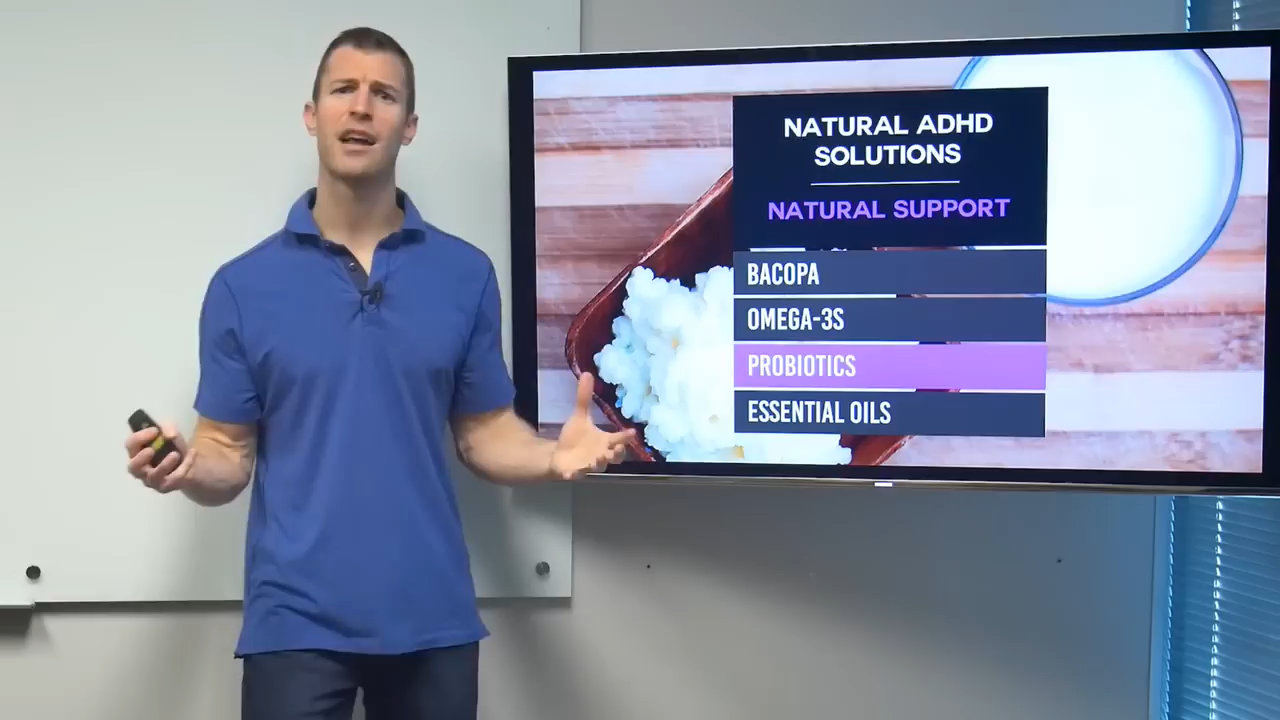 NATURAL ADHD
SOLUTIONS
NATURAL SUPPORT
BACOPA
OMEGA-3S
PROBIOTICS
ESSENTIAL OILS